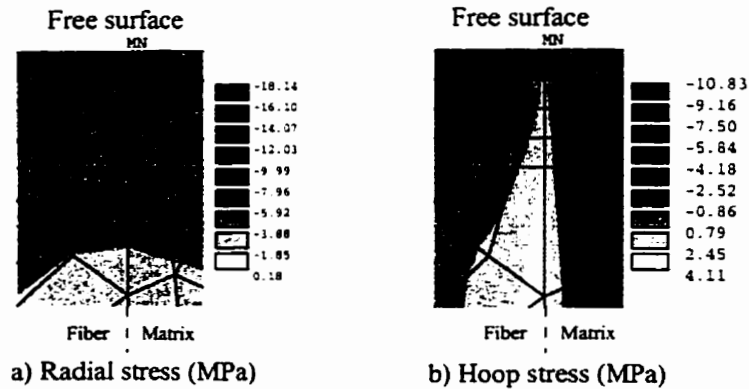 Free surface
MN
-18.14
-16.10
-14.07
-12.03
-9.99
-7.96
-5.92
-3.88
-1.85
0.18
Fiber | Matrix
a) Radial stress (MPa)
Free surface
MN
-10.83
-9.16
-7.50
-5.84
-4.18
-2.52
-0.86
0.79
2.45
4.11
Fiber | Matrix
b) Hoop stress (MPa)